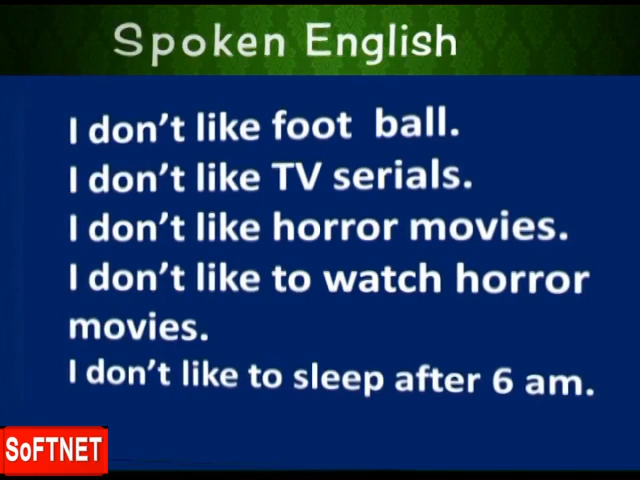 Spoken English
I don't like foot ball.
I don't like TV serials.
I don't like horror movies.
I don't like to watch horror
movies.
I don't like to sleep after 6 am.
SoFTNET